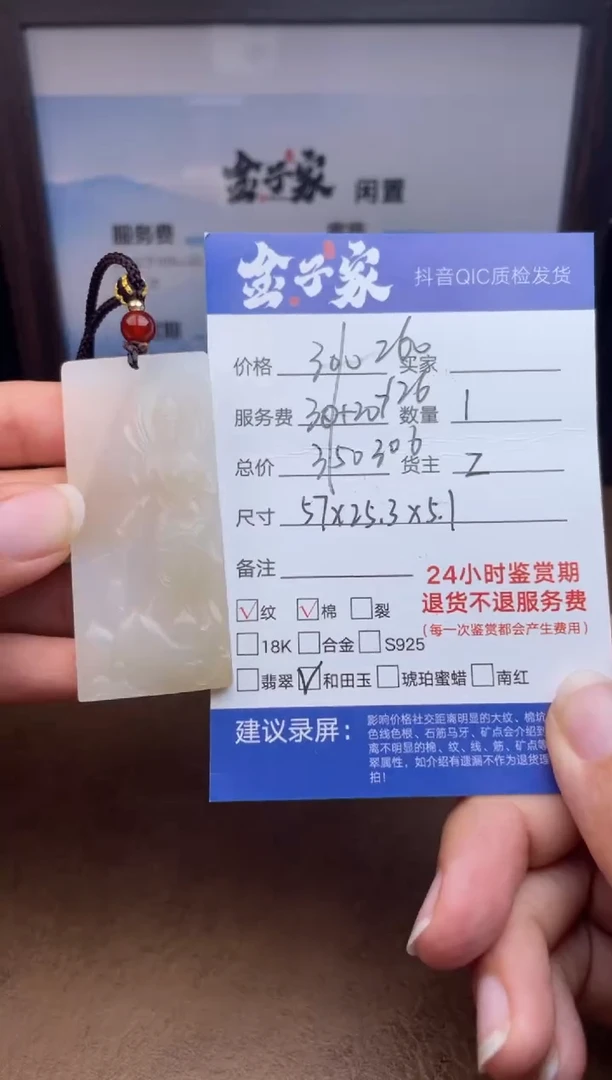 金子家 闲置
服务费
金子家 抖音QIC质检发货
价格 300 260 买家
服务费 30+20 +26 数量 1
总价 350 306 货主 Z
尺寸 57×25.3×5.1
备注
24小时鉴赏期
退货不退服务费
(每一次鉴赏都会产生费用)
√纹 √棉 裂
18K 合金 S925
翡翠 √和田玉 琥珀蜜蜡 南红
建议录屏：
影响价格社交距离明显的大纹、棉坑
色线色根、石筋马牙、矿点会介绍到
离不明显的棉、纹、线、筋、矿点等
翠属性，如介绍有遗漏不作为退货理
拍！